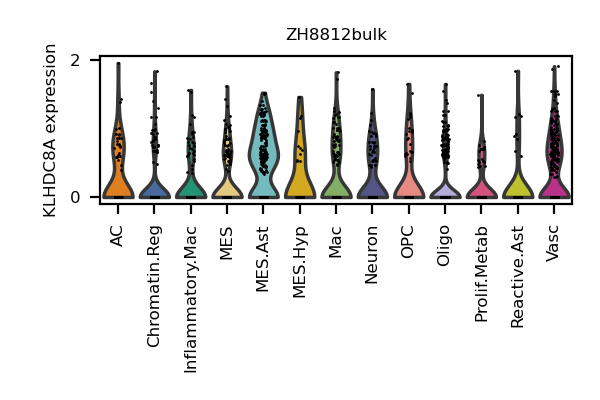 ZH8812bulk
KLHDC8A expression
2
0
AC
Chromatin.Reg
Inflammatory.Mac
MES
MES.Ast
MES.Hyp
Mac
Neuron
OPC
Oligo
Prolif.Metab
Reactive.Ast
Vasc